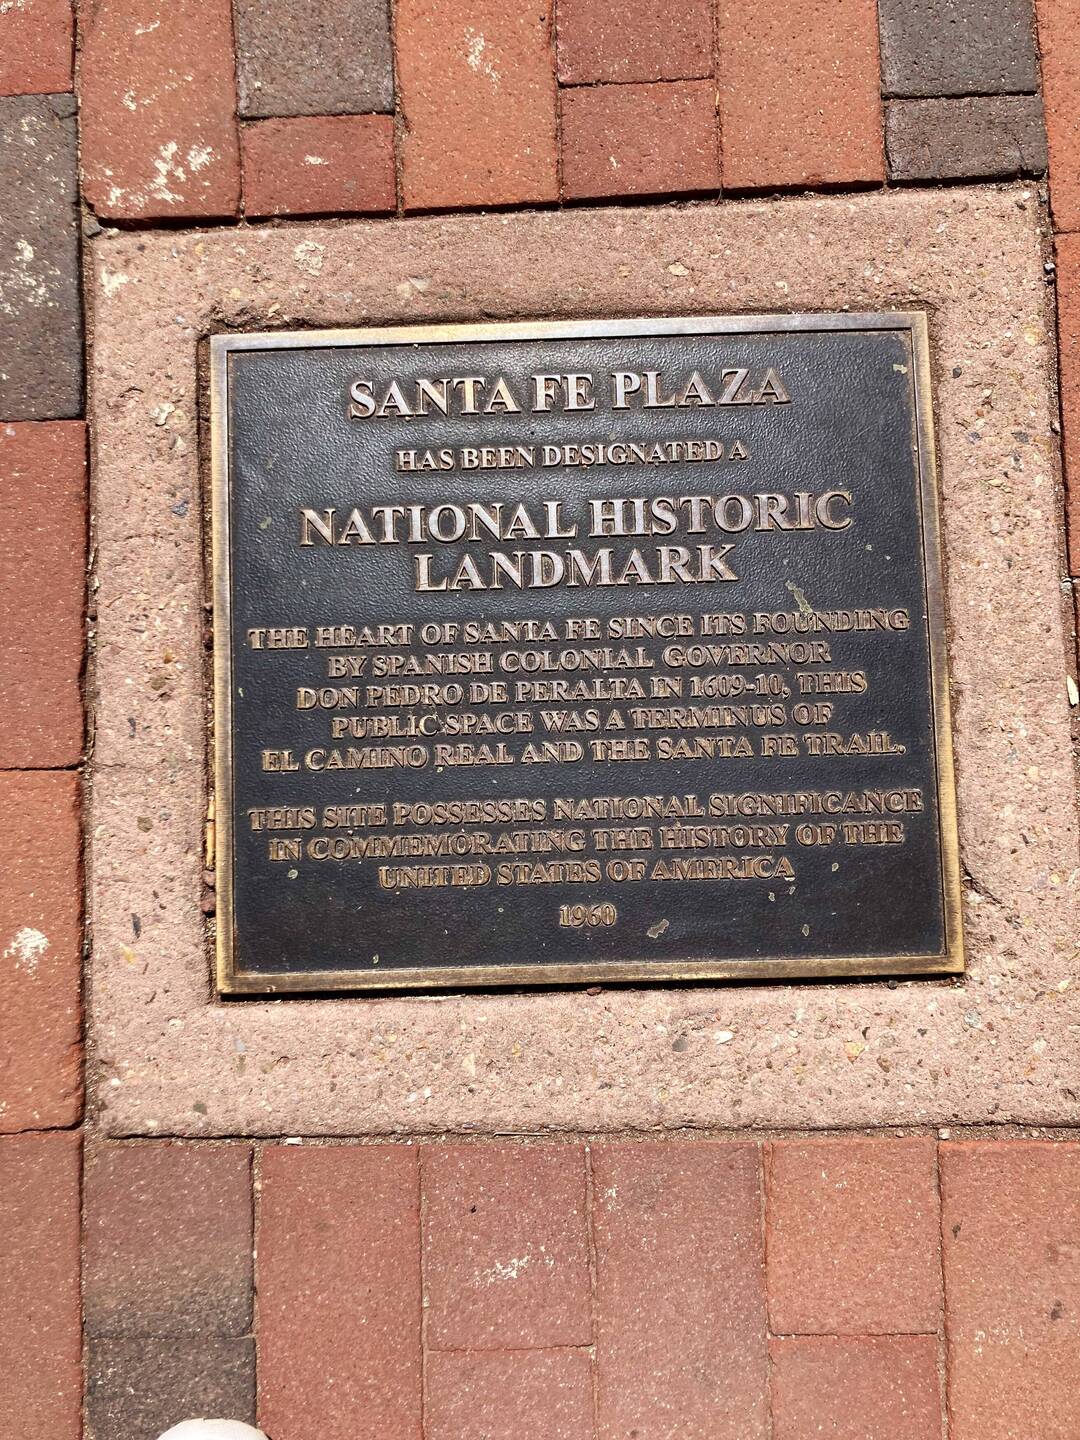 SANTA FE PLAZA
HAS BEEN DESIGNATED A
NATIONAL HISTORIC
LANDMARK
THE HEART OF SANTA FE SINCE ITS FOUNDING
BY SPANISH COLONIAL GOVERNOR
DON PEDRO DE PERALTA IN 1609-10, THIS
PUBLIC SPACE WAS A TERMINUS OF
EL CAMINO REAL AND THE SANTA FE TRAIL.
THIS SITE POSSESSES NATIONAL SIGNIFICANCE
IN COMMEMORATING THE HISTORY OF THE
UNITED STATES OF AMERICA
1960